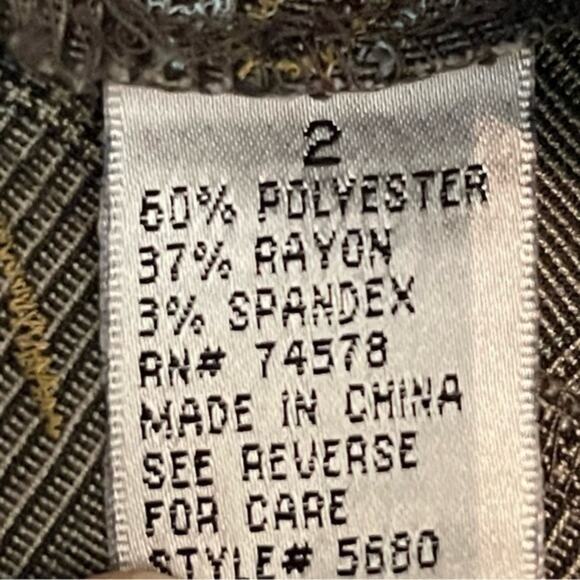 2
60% POLYESTER
37% RAYON
3% SPANDEX
RN# 74578
MADE IN CHINA
SEE REVERSE
FOR CARE
STYLE# 5680